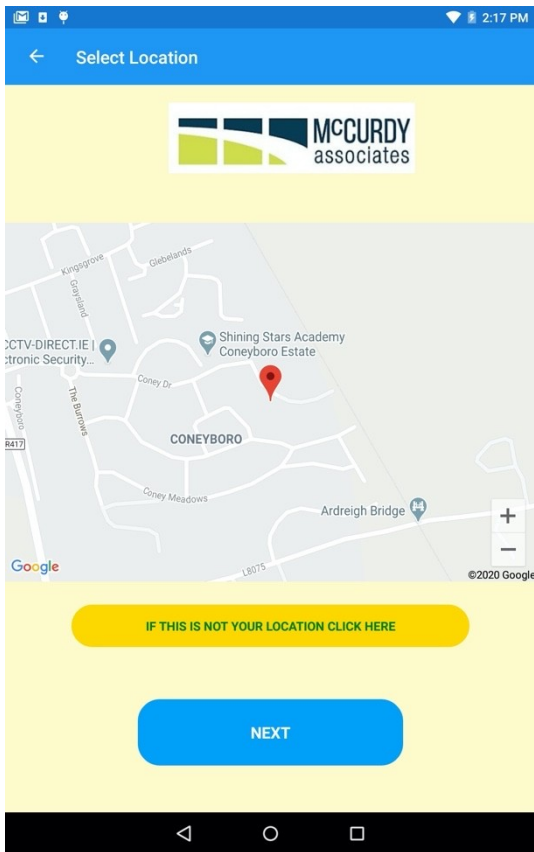 2:17 PM
Select Location
McCURDY
associates
Kingsgrove
Glebelands
Graysland
CCTV-DIRECT.IE |
ctronic Security...
Shining Stars Academy
Coneyboro Estate
Coney Dr
The Burrows
Coneyboro
R417
CONEYBORO
Coney Meadows
Ardreigh Bridge
L8075
+
−
Google
©2020 Google
IF THIS IS NOT YOUR LOCATION CLICK HERE
NEXT